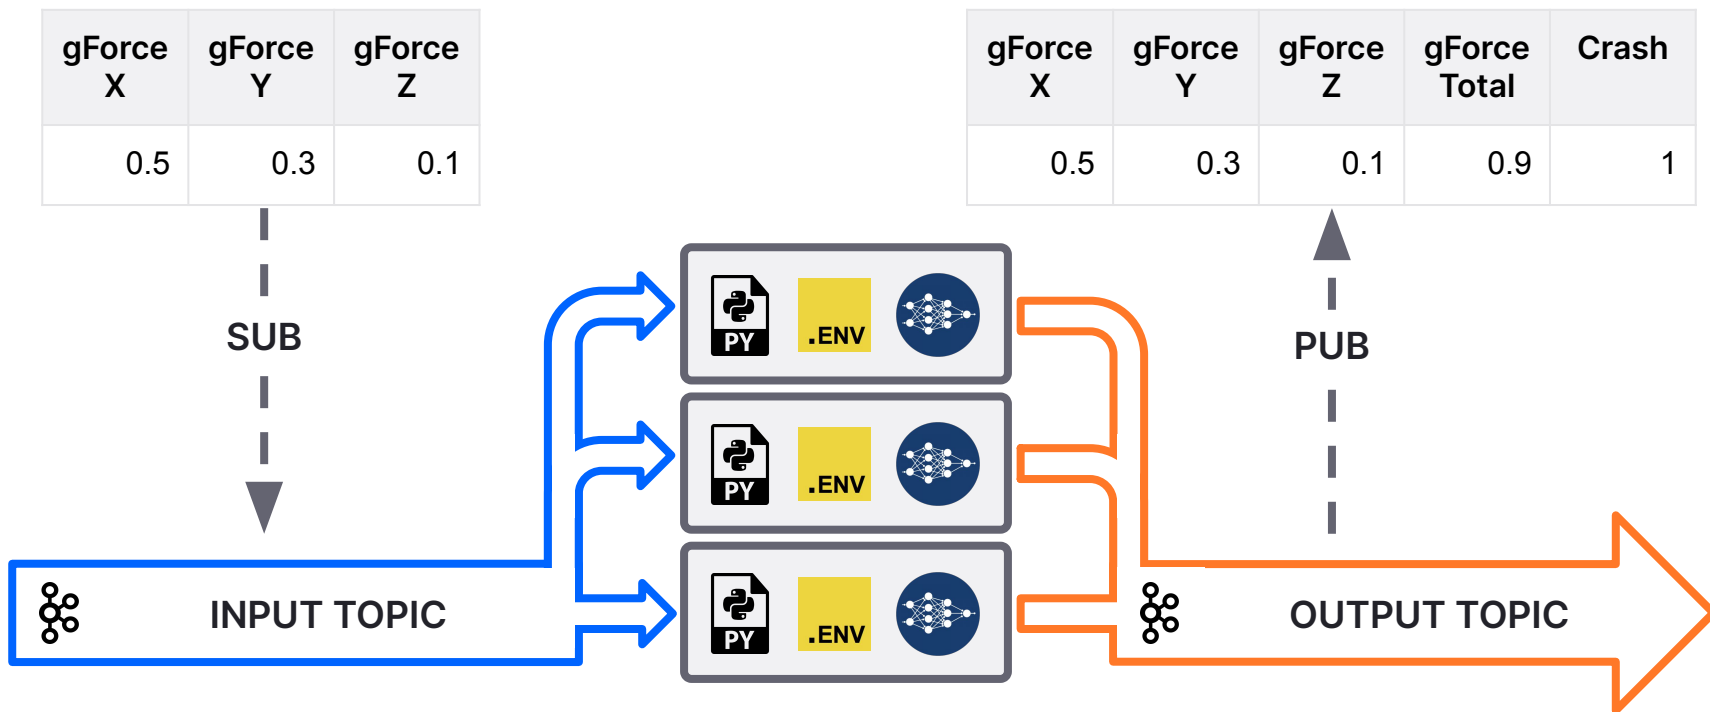 gForce X gForce Y gForce Z
0.5 0.3 0.1
gForce X gForce Y gForce Z gForce Total Crash
0.5 0.3 0.1 0.9 1
SUB
PUB
PY .ENV
PY .ENV
PY .ENV
INPUT TOPIC
OUTPUT TOPIC